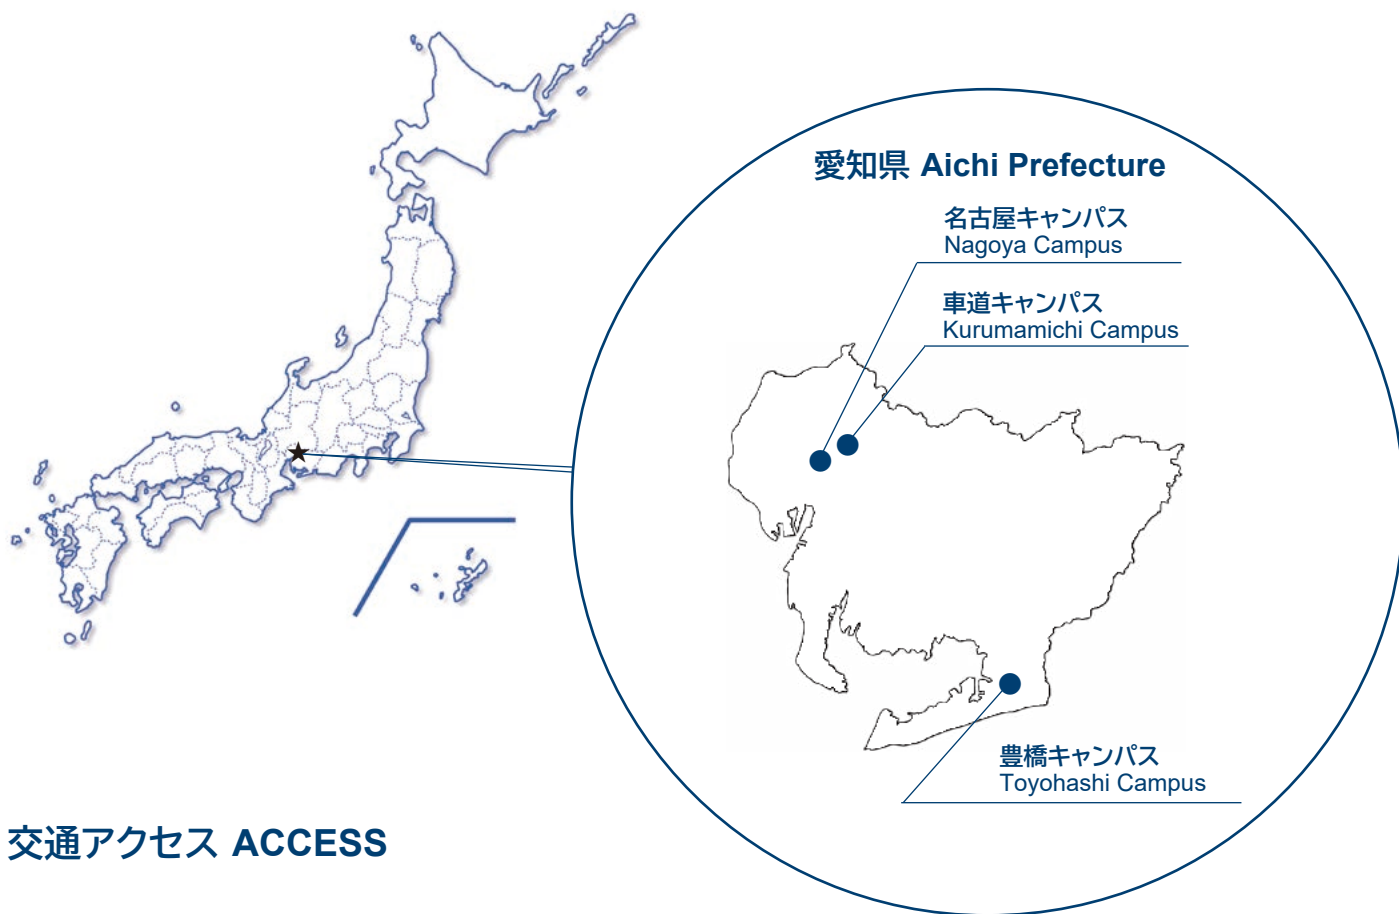 愛知県 Aichi Prefecture
名古屋キャンパス
Nagoya Campus
車道キャンパス
Kurumamichi Campus
豊橋キャンパス
Toyohashi Campus
交通アクセス ACCESS